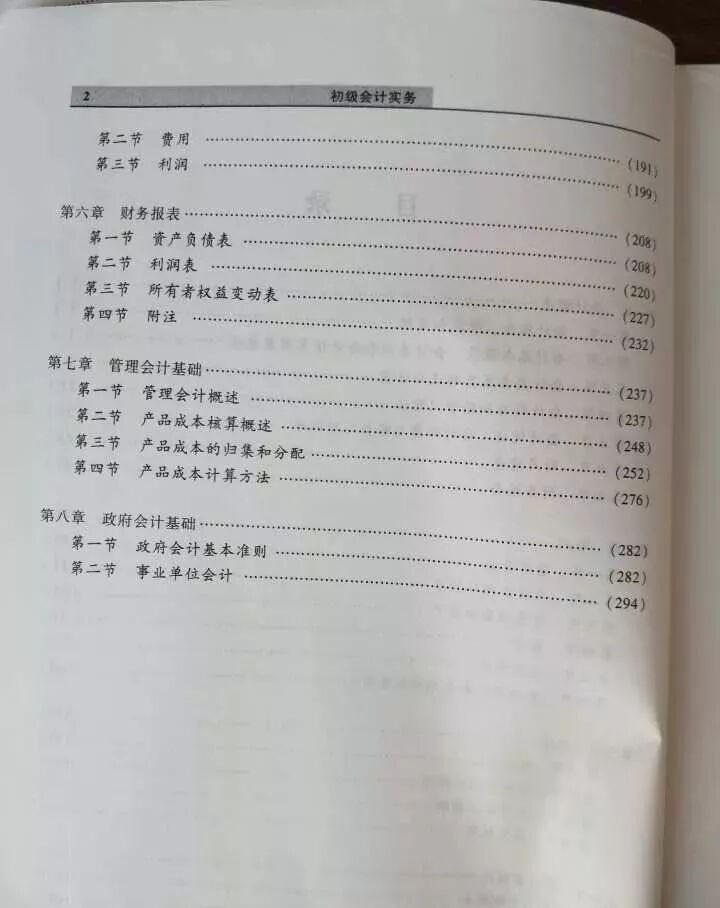 2 初级会计实务
第二节 费用 …… (191)
第三节 利润 …… (199)
第六章 财务报表 …… (208)
第一节 资产负债表 …… (208)
第二节 利润表 …… (220)
第三节 所有者权益变动表 …… (227)
第四节 附注 …… (232)
第七章 管理会计基础 …… (237)
第一节 管理会计概述 …… (237)
第二节 产品成本核算概述 …… (248)
第三节 产品成本的归集和分配 …… (252)
第四节 产品成本计算方法 …… (276)
第八章 政府会计基础 …… (282)
第一节 政府会计基本准则 …… (282)
第二节 事业单位会计 …… (294)